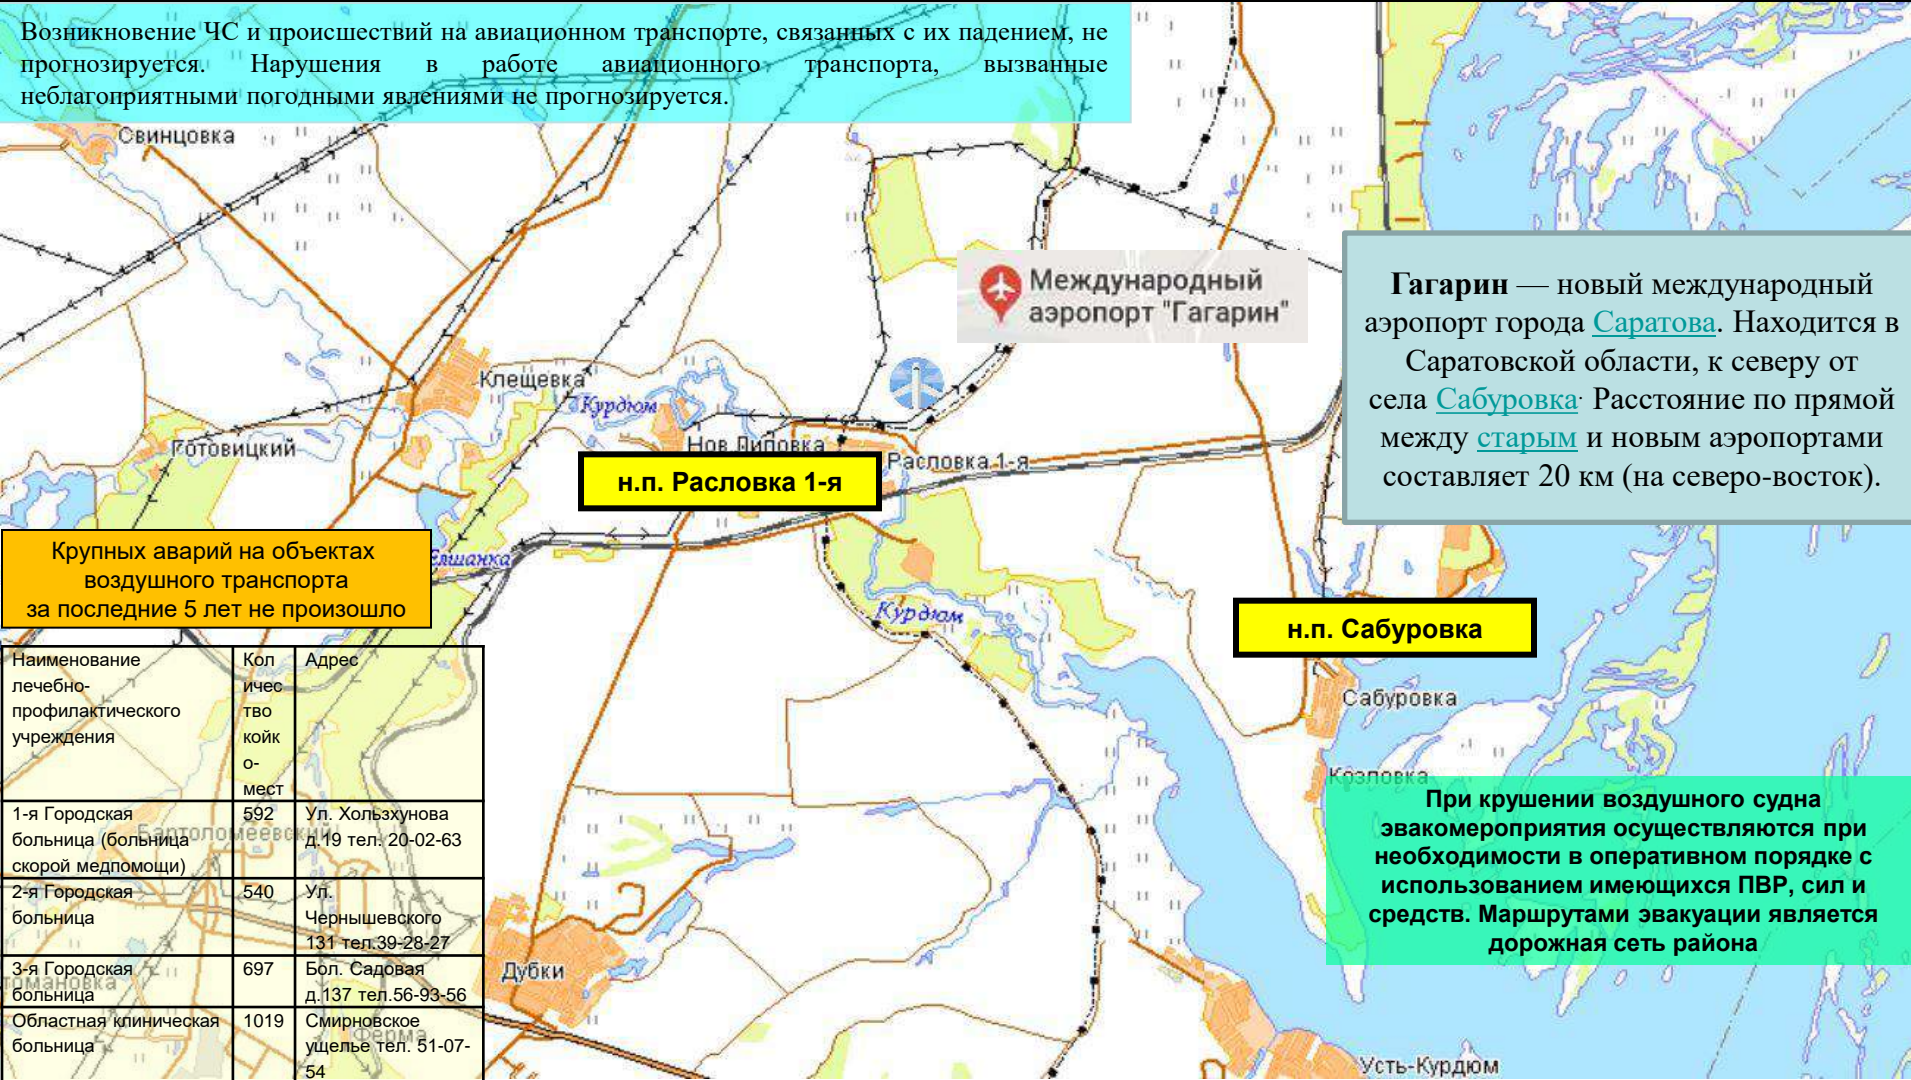 Возникновение ЧС и происшествий на авиационном транспорте, связанных с их падением, не
прогнозируется. Нарушения в работе авиационного транспорта, вызванные
неблагоприятными погодными явлениями не прогнозируется.
Свинцовка
Международный
аэропорт "Гагарин"
Гагарин — новый международный
аэропорт города Саратова. Находится в
Саратовской области, к северу от
села Сабуровка. Расстояние по прямой
между старым и новым аэропортами
составляет 20 км (на северо-восток).
Клещевка
Курдюм
Готовицкий
Нов Липовка
Расловка 1-я
н.п. Расловка 1-я
Крупных аварий на объектах
воздушного транспорта
за последние 5 лет не произошло
Елшанка
Курдюм
н.п. Сабуровка
Сабуровка
Козловка
Наименование
лечебно-
профилактического
учреждения
Кол
ичес
тво
койк
о-
мест
Адрес
1-я Городская
больница (больница
скорой медпомощи)
592
Ул. Хользхунова
д.19 тел. 20-02-63
2-я Городская
больница
540
Ул.
Чернышевского
131 тел.39-28-27
3-я Городская
больница
697
Бол. Садовая
д.137 тел.56-93-56
Областная клиническая
больница
1019
Смирновское
ущелье тел. 51-07-
54
Бартоломеевский
Ферма
Дубки
При крушении воздушного судна
эвакомероприятия осуществляются при
необходимости в оперативном порядке с
использованием имеющихся ПВР, сил и
средств. Маршрутами эвакуации является
дорожная сеть района
Усть-Курдюм